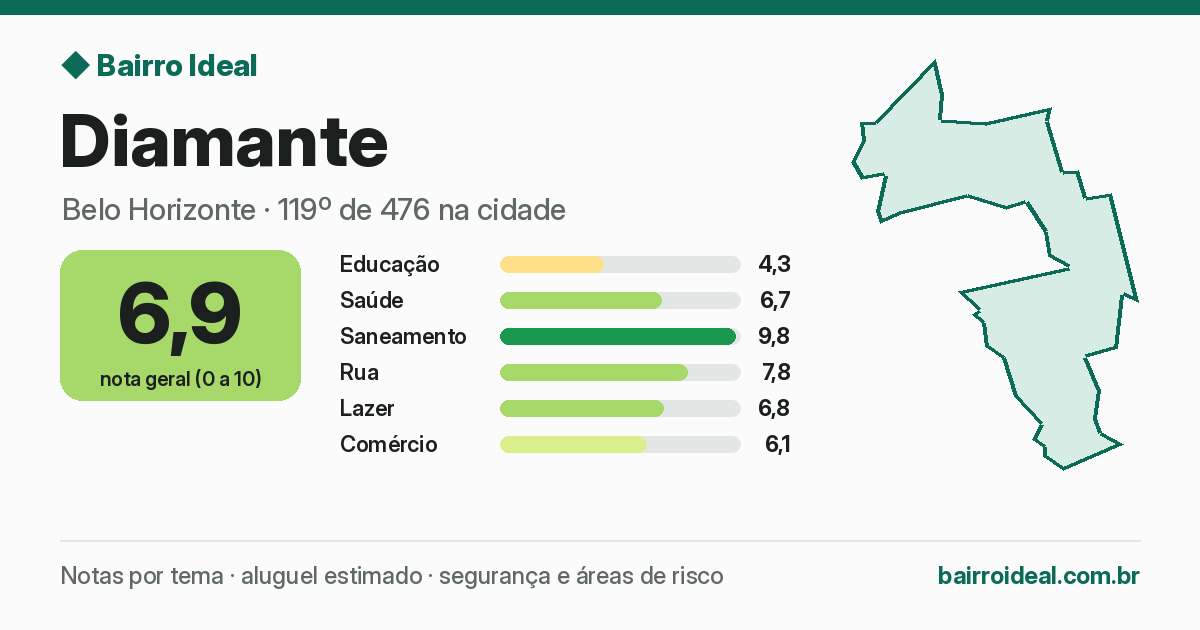 Bairro Ideal
Diamante
Belo Horizonte · 119º de 476 na cidade
6,9
nota geral (0 a 10)
Educação 4,3
Saúde 6,7
Saneamento 9,8
Rua 7,8
Lazer 6,8
Comércio 6,1
Notas por tema · aluguel estimado · segurança e áreas de risco
bairroideal.com.br